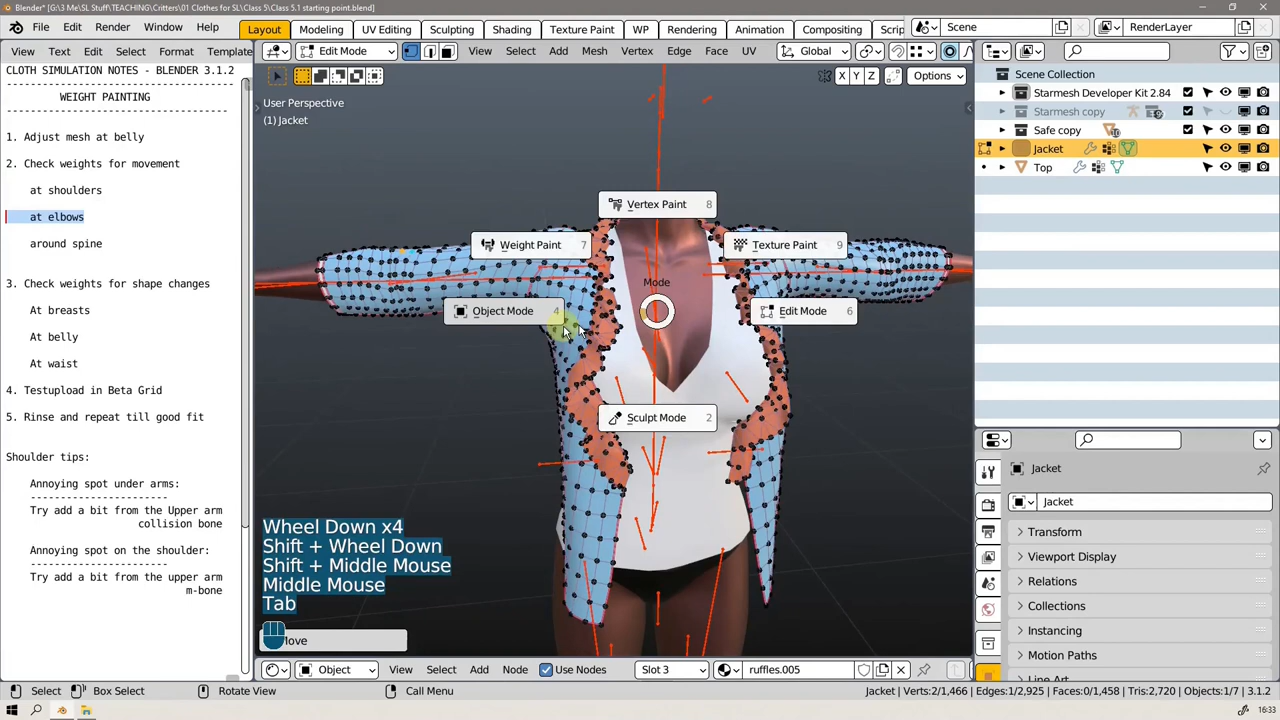 Blender* [G:\3 Me\SL Stuff\TEACHING\Critters\01 Clothes for SL\Class 5.1\Class 5.1 starting point.blend]
File Edit Render Window Help
Layout Modeling UV Editing Sculpting Shading Texture Paint WP Rendering Animation Compositing Scrip
Scene RenderLayer
View Text Edit Select Format Template
Edit Mode View Select Add Mesh Vertex Edge Face UV Global
X Y Z Options
CLOTH SIMULATION NOTES - BLENDER 3.1.2
WEIGHT PAINTING
1. Adjust mesh at belly
2. Check weights for movement
at shoulders
at elbows
around spine
3. Check weights for shape changes
At breasts
At belly
At waist
4. Testupload in Beta Grid
5. Rinse and repeat till good fit
Shoulder tips:
Annoying spot under arms:
Try add a bit from the Upper arm
collision bone
Annoying spot on the shoulder:
Try add a bit from the upper arm
m-bone
User Perspective
(1) Jacket
Vertex Paint 8
Weight Paint 7
Texture Paint 9
Mode
Object Mode 4
Edit Mode 6
Sculpt Mode 2
Wheel Down x4
Shift + Wheel Down
Shift + Middle Mouse
Middle Mouse
Tab
Move
Object View Select Add Node Use Nodes Slot 3 ruffles.005
Scene Collection
Starmesh Developer Kit 2.84
Starmesh copy
Safe copy
Jacket
Top
Jacket
Jacket
Transform
Viewport Display
Relations
Collections
Instancing
Motion Paths
Line Art
Select Box Select Rotate View Call Menu
Jacket | Verts:2/1,466 | Edges:1/2,925 | Faces:0/1,458 | Tris:2,720 | Objects:1/7 | 3.1.2
16:33